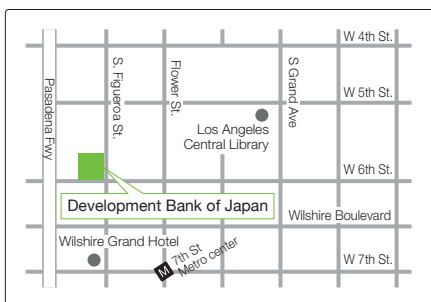 W 4th St.
Pasadena Fwy
S. Figueroa St.
Flower St.
S Grand Ave
W 5th St.
Los Angeles
Central Library
W 6th St.
Development Bank of Japan
Wilshire Boulevard
Wilshire Grand Hotel
M
7th St
Metro center
W 7th St.